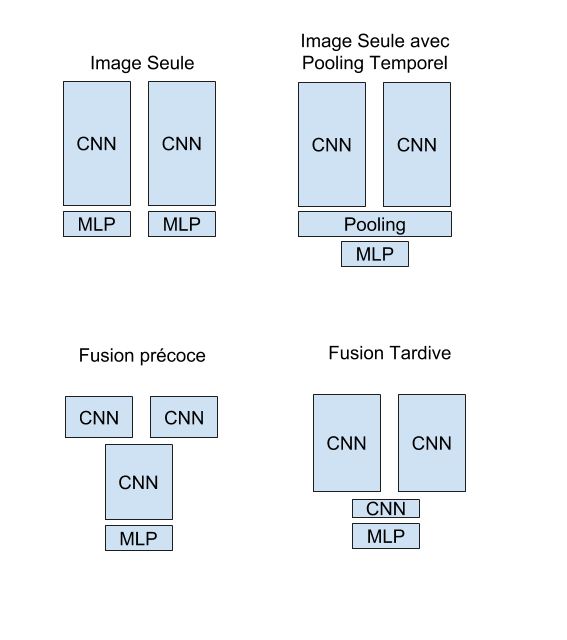 Image Seule
CNN CNN
MLP MLP
Image Seule avec
Pooling Temporel
CNN CNN
Pooling
MLP
Fusion précoce
CNN CNN
CNN
MLP
Fusion Tardive
CNN CNN
CNN
MLP